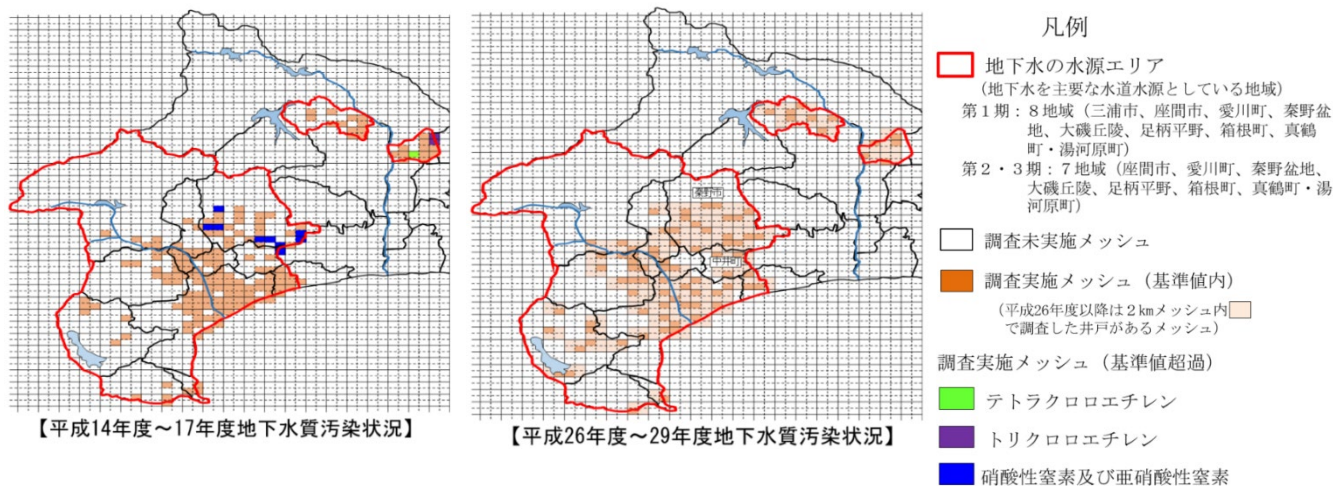 秦野市
中井町
【平成14年度～17年度地下水質汚染状況】
【平成26年度～29年度地下水質汚染状況】
凡例
地下水の水源エリア
（地下水を主要な水道水源としている地域）
第１期：８地域（三浦市、座間市、愛川町、秦野盆
地、大磯丘陵、足柄平野、箱根町、真鶴
町・湯河原町）
第２・３期：７地域（座間市、愛川町、秦野盆地、
大磯丘陵、足柄平野、箱根町、真鶴町・湯
河原町）
調査未実施メッシュ
調査実施メッシュ（基準値内）
（平成26年度以降は２㎞メッシュ内
で調査した井戸があるメッシュ）
調査実施メッシュ（基準値超過）
テトラクロロエチレン
トリクロロエチレン
硝酸性窒素及び亜硝酸性窒素